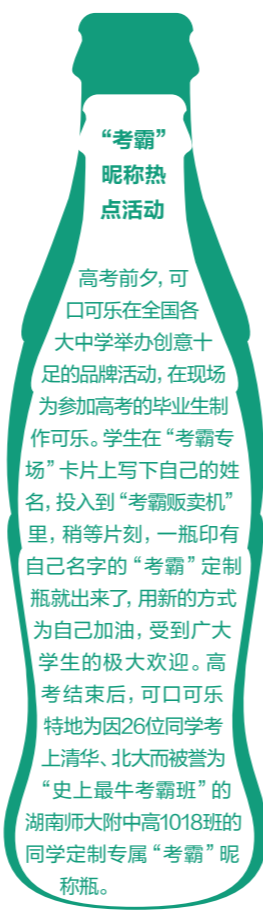 “考霸”
昵称热
点活动
高考前夕，可
口可乐在全国各
大中学举办创意十
足的品牌活动，在现场
为参加高考的毕业生制
作可乐。学生在“考霸专
场”卡片上写下自己的姓
名，投入到“考霸贩卖机”
里，稍等片刻，一瓶印有
自己名字的“考霸”定制
瓶就出来了，用新的方式
为自己加油，受到广大
学生的极大欢迎。高
考结束后，可口可乐
特地为因26位同学考
上清华、北大而被誉为
“史上最牛考霸班”的
湖南师大附中高1018班的
同学定制专属“考霸”昵
称瓶。